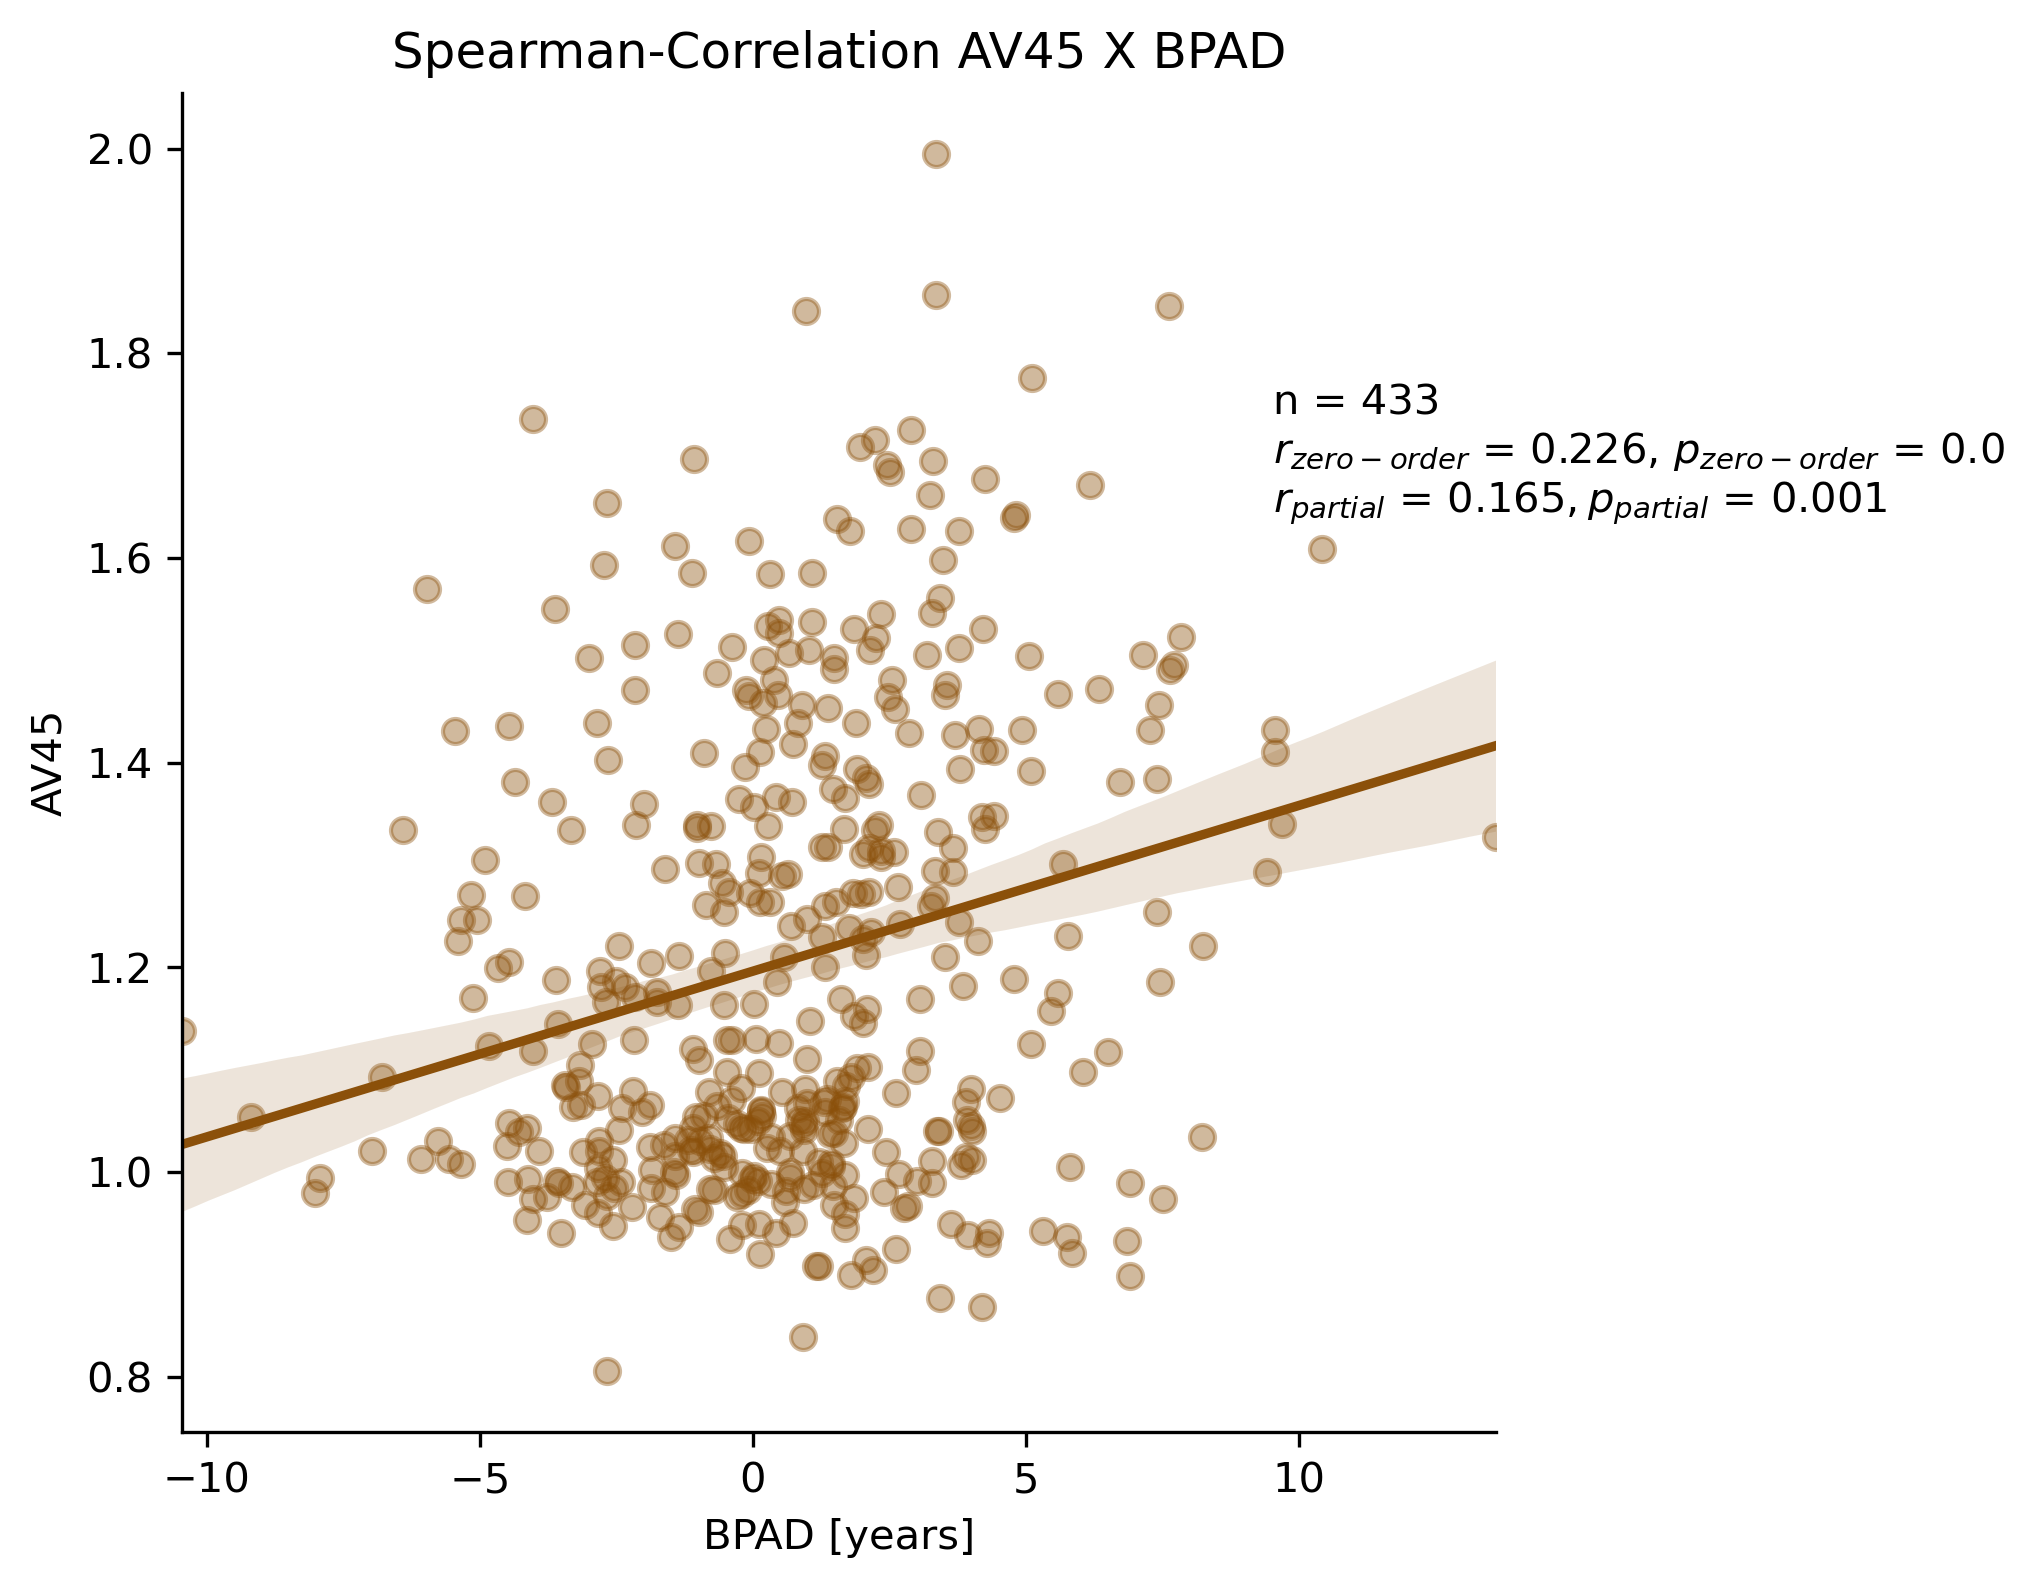 Spearman-Correlation AV45 X BPAD
2.0
1.8
n = 433
r_zero−order = 0.226, p_zero−order = 0.0
r_partial = 0.165, p_partial = 0.001
1.6
1.4
AV45
1.2
1.0
0.8
−10 −5 0 5 10
BPAD [years]